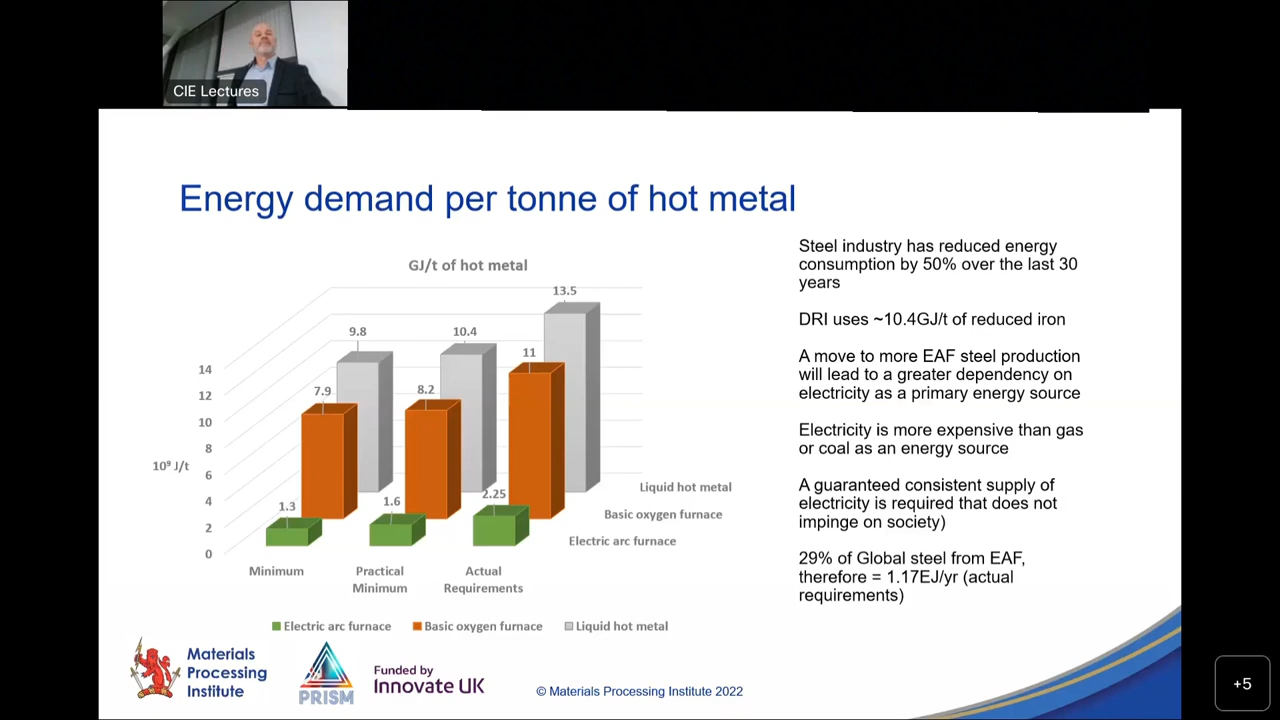 CIE Lectures
Energy demand per tonne of hot metal
GJ/t of hot metal
13.5
9.8
10.4
11
7.9
8.2
1.3
1.6
2.25
14
12
10
8
6
4
2
0
10⁹ J/t
Liquid hot metal
Basic oxygen furnace
Electric arc furnace
Minimum
Practical
Minimum
Actual
Requirements
Electric arc furnace
Basic oxygen furnace
Liquid hot metal
Steel industry has reduced energy
consumption by 50% over the last 30
years
DRI uses ~10.4GJ/t of reduced iron
A move to more EAF steel production
will lead to a greater dependency on
electricity as a primary energy source
Electricity is more expensive than gas
or coal as an energy source
A guaranteed consistent supply of
electricity is required that does not
impinge on society)
29% of Global steel from EAF,
therefore = 1.17EJ/yr (actual
requirements)
Materials
Processing
Institute
PRISM
Funded by
Innovate UK
© Materials Processing Institute 2022
+5